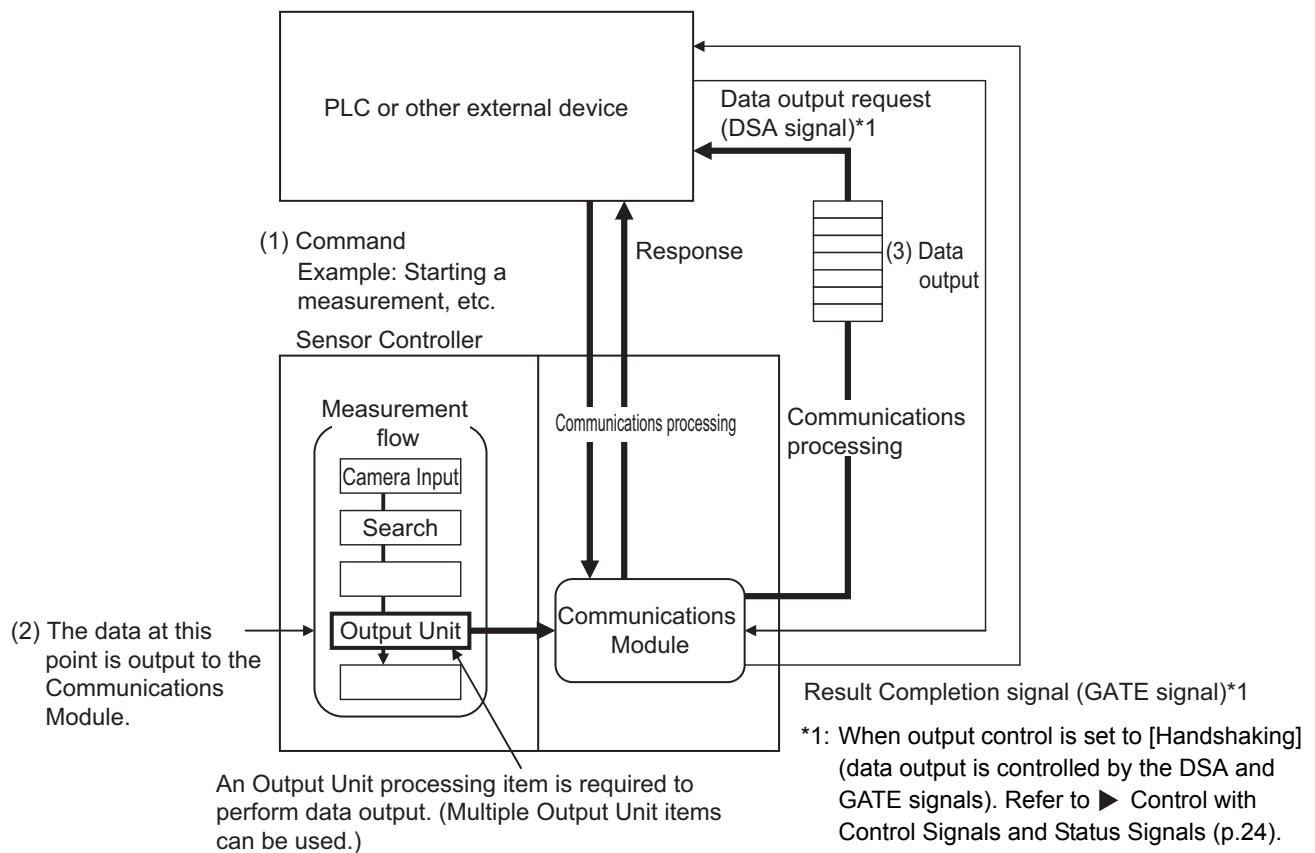 PLC or other external device
Data output request
(DSA signal)*1
(1) Command
Example: Starting a
measurement, etc.
Response
(3) Data
output
Sensor Controller
Measurement
flow
Camera Input
Search
Output Unit
Communications processing
Communications
processing
Communications
Module
(2) The data at this
point is output to the
Communications
Module.
Result Completion signal (GATE signal)*1
*1: When output control is set to [Handshaking]
(data output is controlled by the DSA and
GATE signals). Refer to ▶ Control with
Control Signals and Status Signals (p.24).
An Output Unit processing item is required to
perform data output. (Multiple Output Unit items
can be used.)